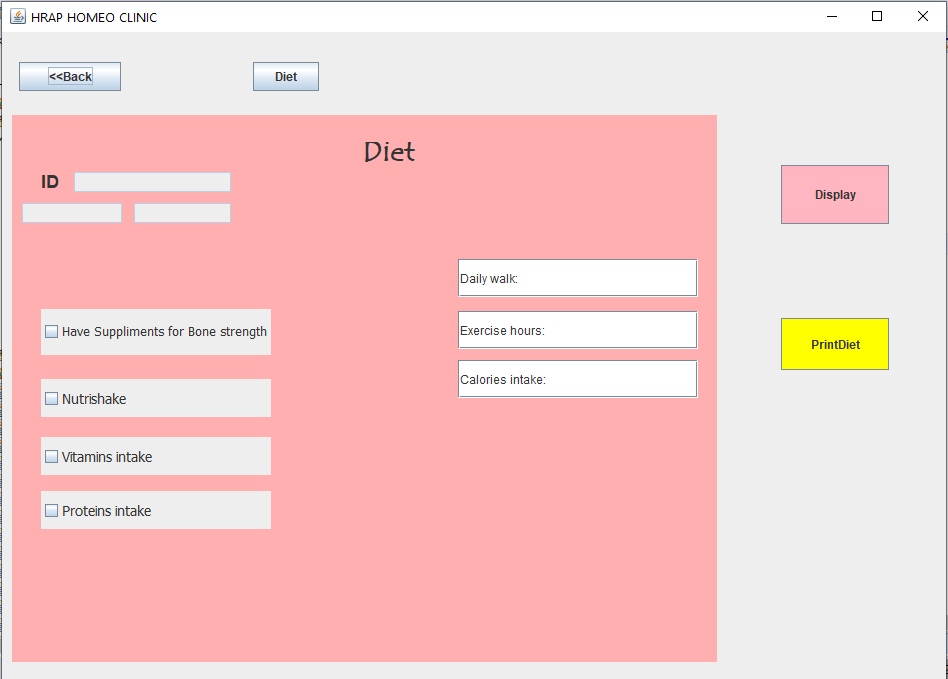 HRAP HOMEO CLINIC
<<Back
Diet
Diet
ID
Display
Daily walk:
Have Suppliments for Bone strength
Exercise hours:
PrintDiet
Calories intake:
Nutrishake
Vitamins intake
Proteins intake